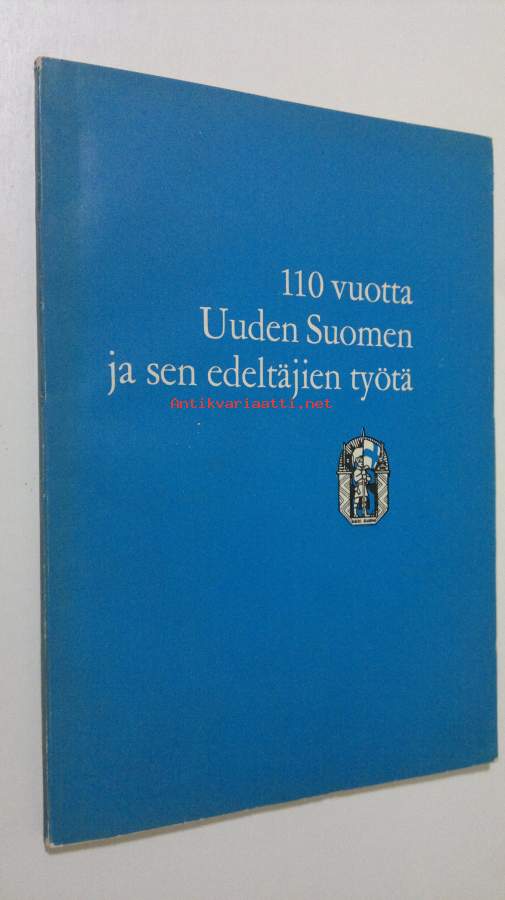 110 vuotta
Uuden Suomen
ja sen edeltäjien työtä
Antikvariaatti.net